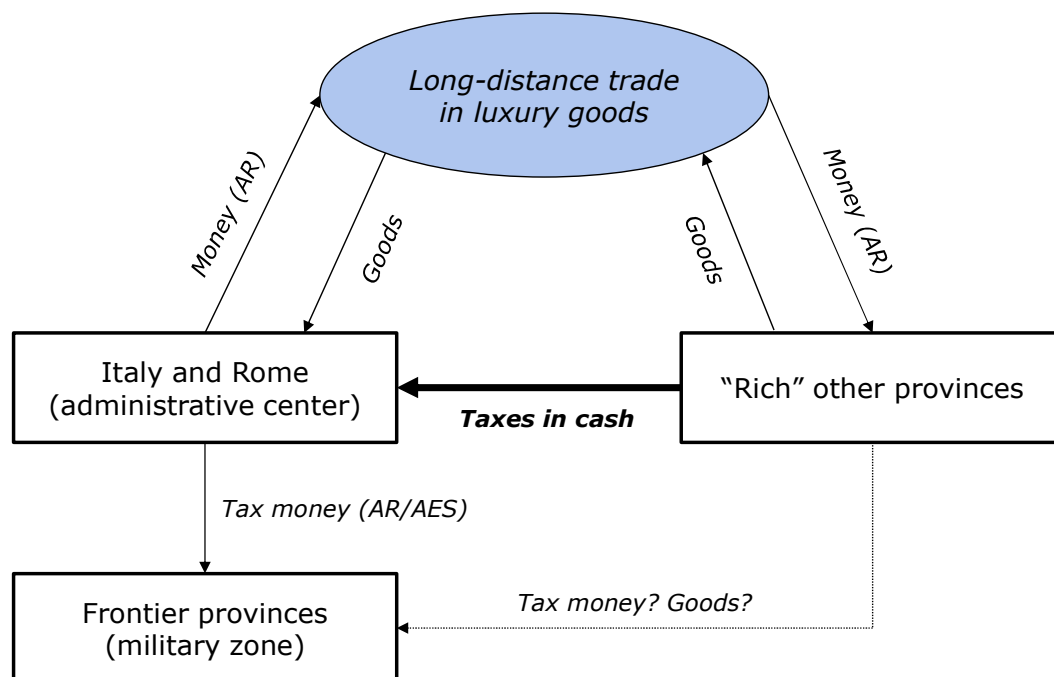 Long-distance trade
in luxury goods
Money (AR)
Goods
Goods
Money (AR)
Italy and Rome
(administrative center)
Taxes in cash
“Rich” other provinces
Tax money (AR/AES)
Tax money? Goods?
Frontier provinces
(military zone)